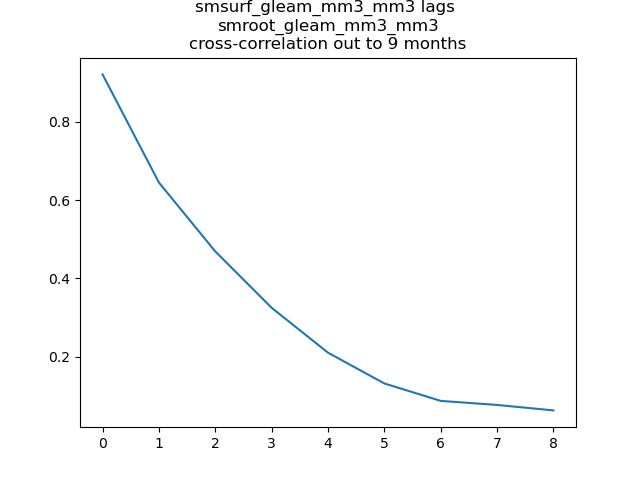 smsurf_gleam_mm3_mm3 lags
smroot_gleam_mm3_mm3
cross-correlation out to 9 months
0.8
0.6
0.4
0.2
0 1 2 3 4 5 6 7 8